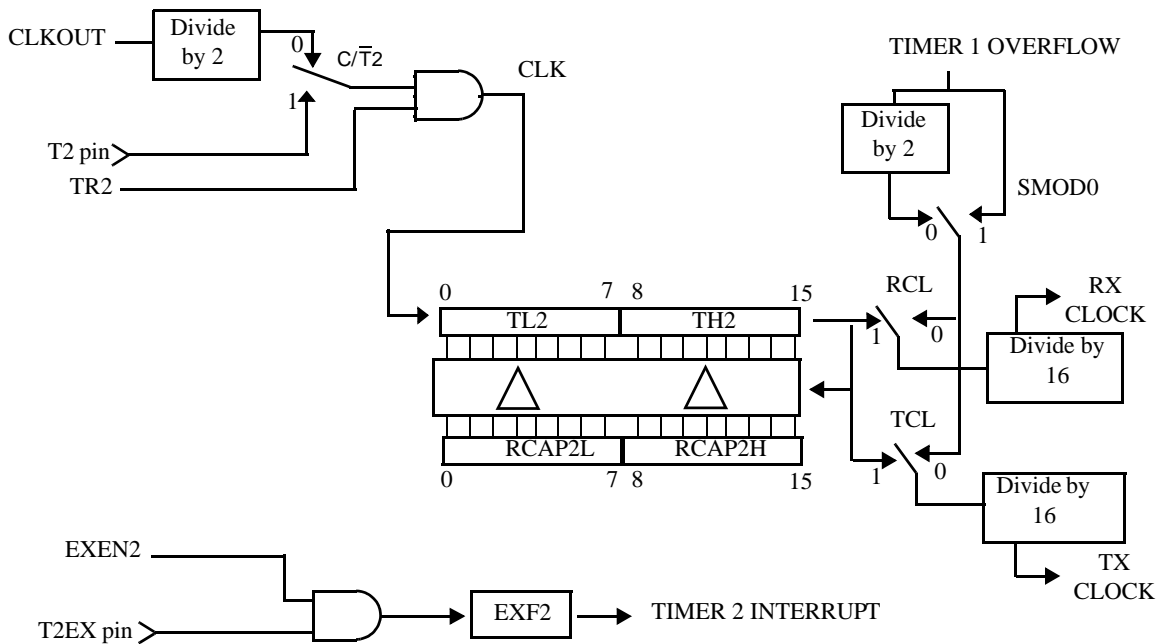 CLKOUT
Divide
by 2
0
C/T̅2
1
CLK
T2 pin
TR2
TIMER 1 OVERFLOW
Divide
by 2
SMOD0
0
1
0
7
8
15
TL2
TH2
RCL
1
0
RX
CLOCK
Divide by
16
RCAP2L
RCAP2H
0
7
8
15
TCL
1
0
Divide by
16
TX
CLOCK
EXEN2
T2EX pin
EXF2
TIMER 2 INTERRUPT